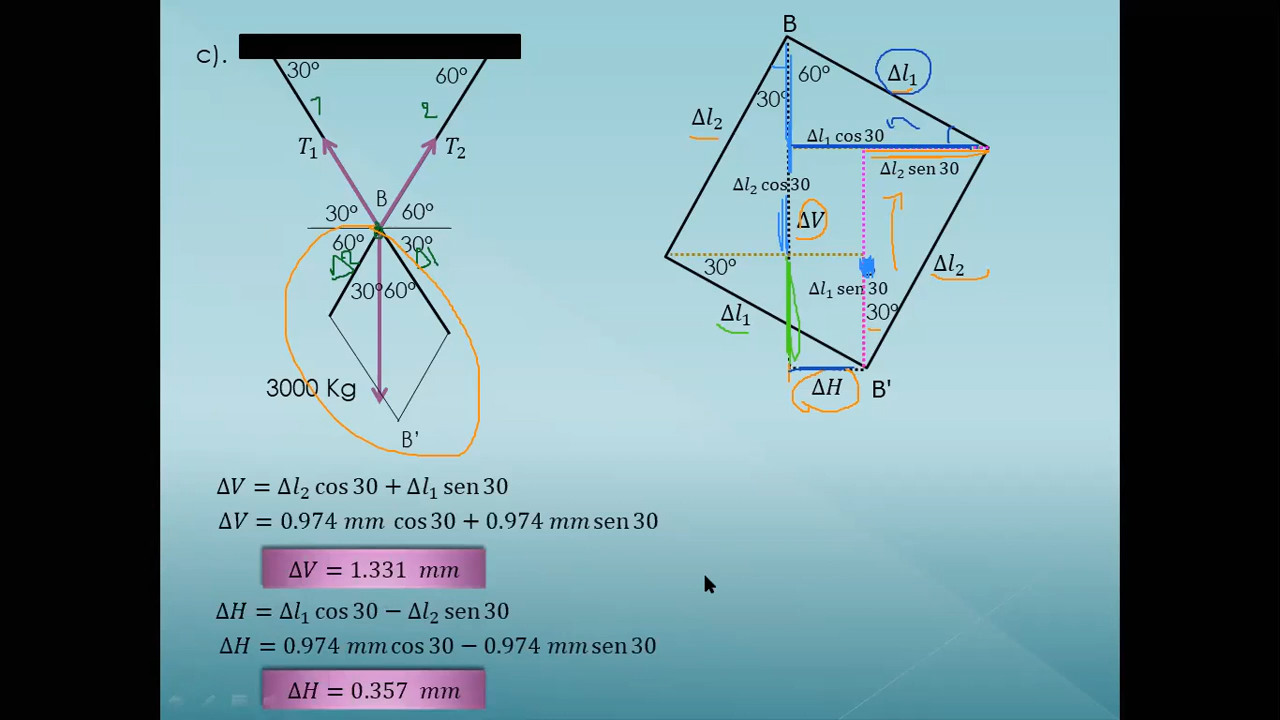 c).
30°
60°
1
2
T₁
T₂
B
30°
60°
60°
30°
Δ2
Δ1
30°
60°
3000 Kg
B'
B
60°
30°
Δl₁
Δl₂
Δl₁ cos 30
Δl₂ sen 30
Δl₂ cos 30
ΔV
30°
Δl₂
Δl₁ sen 30
30°
Δl₁
ΔH
B'
ΔV = Δl₂ cos 30 + Δl₁ sen 30
ΔV = 0.974 mm cos 30 + 0.974 mm sen 30
ΔV = 1.331 mm
ΔH = Δl₁ cos 30 − Δl₂ sen 30
ΔH = 0.974 mm cos 30 − 0.974 mm sen 30
ΔH = 0.357 mm